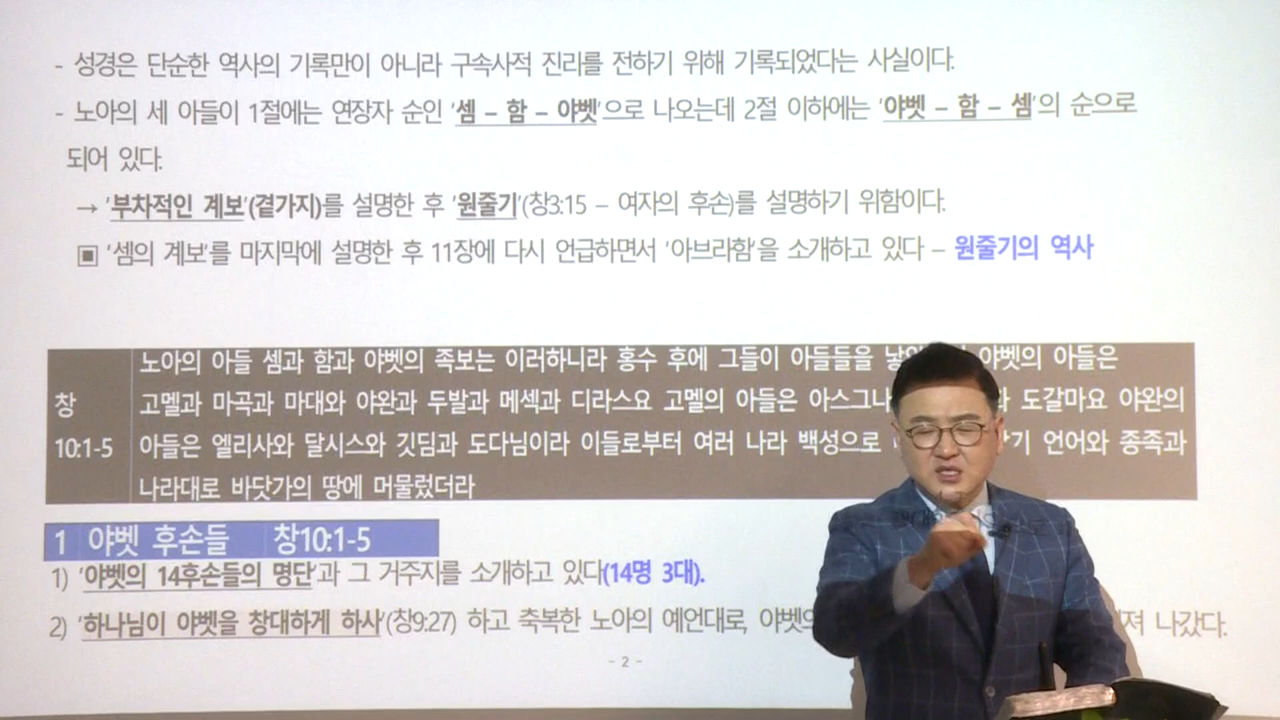 - 성경은 단순한 역사의 기록만이 아니라 구속사적 진리를 전하기 위해 기록되었다는 사실이다.
- 노아의 세 아들이 1절에는 연장자 순인 '셈 – 함 – 야벳'으로 나오는데 2절 이하에는 '야벳 – 함 – 셈'의 순으로
되어 있다.
→ '부차적인 계보'(곁가지)를 설명한 후 '원줄기'(창3:15 – 여자의 후손)를 설명하기 위함이다.
▣ '셈의 계보'를 마지막에 설명한 후 11장에 다시 언급하면서 '아브라함'을 소개하고 있다 – 원줄기의 역사
창
10:1-5
노아의 아들 셈과 함과 야벳의 족보는 이러하니라 홍수 후에 그들이 아들들을 야벳의 아들은
고멜과 마곡과 마대와 야완과 두발과 메섹과 디라스요 고멜의 아들은 도갈마요 야완의
아들은 엘리사와 달시스와 깃딤과 도다님이라 이들로부터 여러 나라 백성으로 언어와 종족과
나라대로 바닷가의 땅에 머물렀더라
1 야벳 후손들 창10:1-5
1) '야벳의 14후손들의 명단'과 그 거주지를 소개하고 있다(14명 3대).
2) '하나님이 야벳을 창대하게 하사'(창9:27) 하고 축복한 노아의 예언대로, 나갔다.
- 2 -